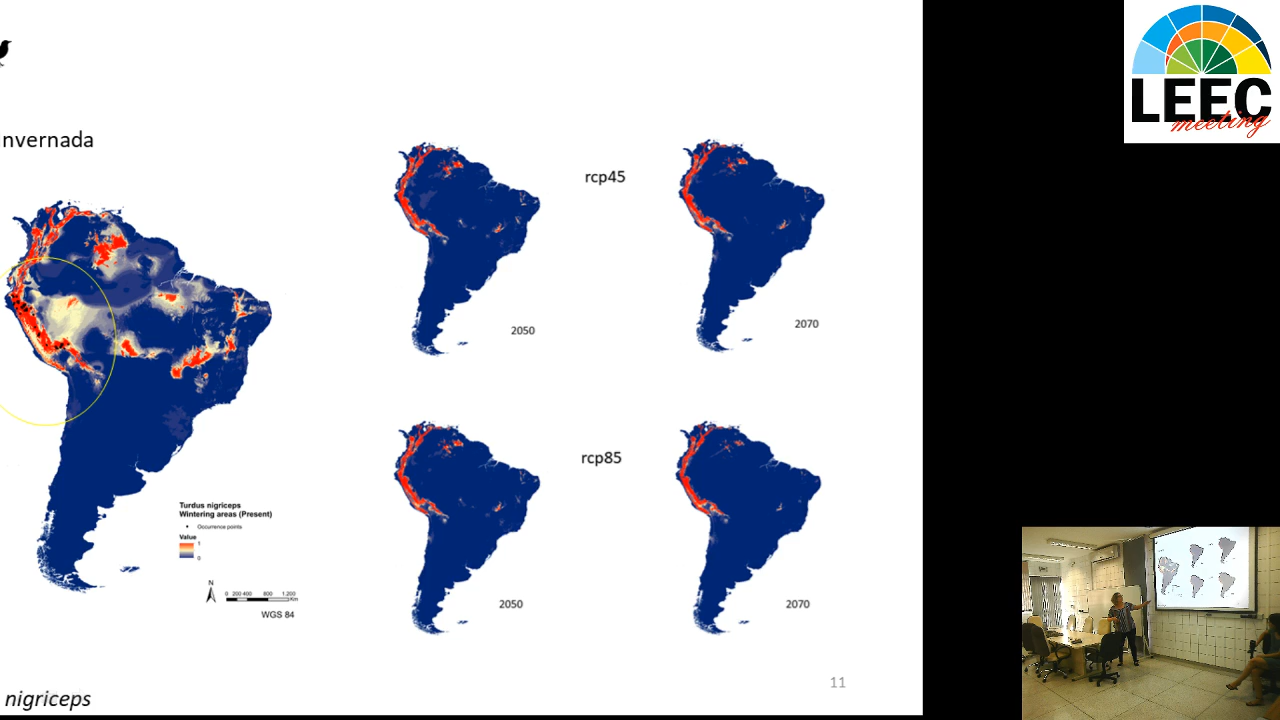 LEEC
meeting
nvernada
rcp45
2050
2070
rcp85
2050
2070
Turdus nigriceps
Wintering areas (Present)
Occurrence points
Value
1
0
N
0 200 400 800 1.200
Km
WGS 84
11
nigriceps